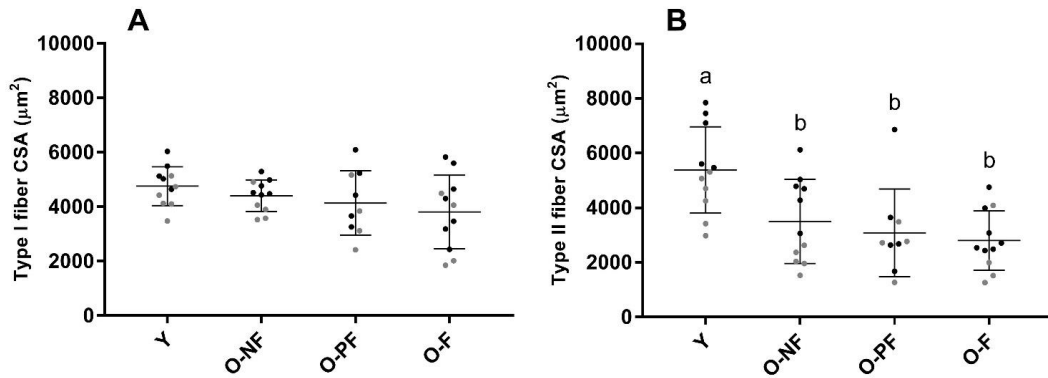 A
Type I fiber CSA (μm²)
10000
8000
6000
4000
2000
0
Y
O-NF
O-PF
O-F
B
Type II fiber CSA (μm²)
10000
8000
6000
4000
2000
0
a
b
b
b
Y
O-NF
O-PF
O-F